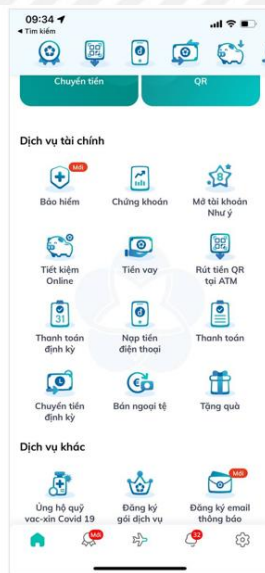 09:34
◀ Tìm kiếm
Chuyển tiền QR
Dịch vụ tài chính
Mới
Bảo hiểm Chứng khoán Mở tài khoản
Như ý
Tiết kiệm Tiền vay Rút tiền QR
Online tại ATM
Thanh toán Nạp tiền Thanh toán
định kỳ điện thoại
Chuyển tiền Bán ngoại tệ Tặng quà
định kỳ
Dịch vụ khác
Mới
Ủng hộ quỹ Đăng ký Đăng ký email
vac-xin Covid 19 gói dịch vụ thông báo
Mới 32